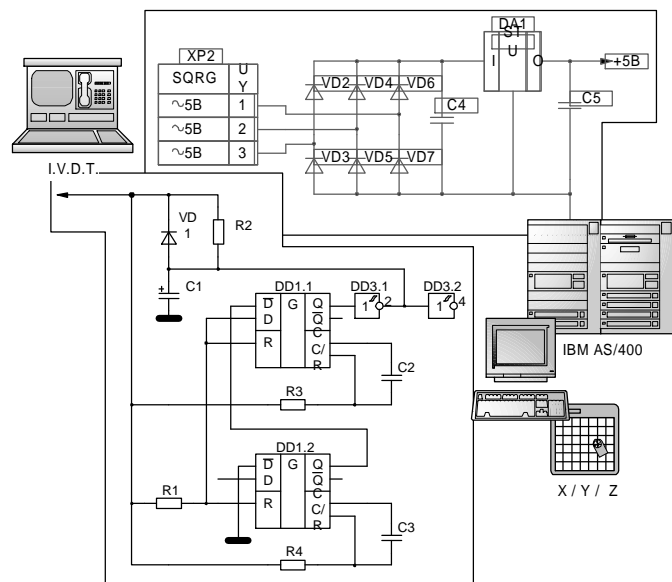 DA1
ST
U
I O
+5B
XP2
SQRG U Y
~5B 1
~5B 2
~5B 3
VD2 VD4 VD6
C4
C5
VD3 VD5 VD7
I.V.D.T.
VD 1
R2
C1
+
DD1.1
DD3.1
DD3.2
D G Q
D Q
R C
C/R
1 2
1 4
C2
R3
IBM AS/400
DD1.2
D G Q
D Q
R C
C/R
R1
C3
R4
X / Y / Z